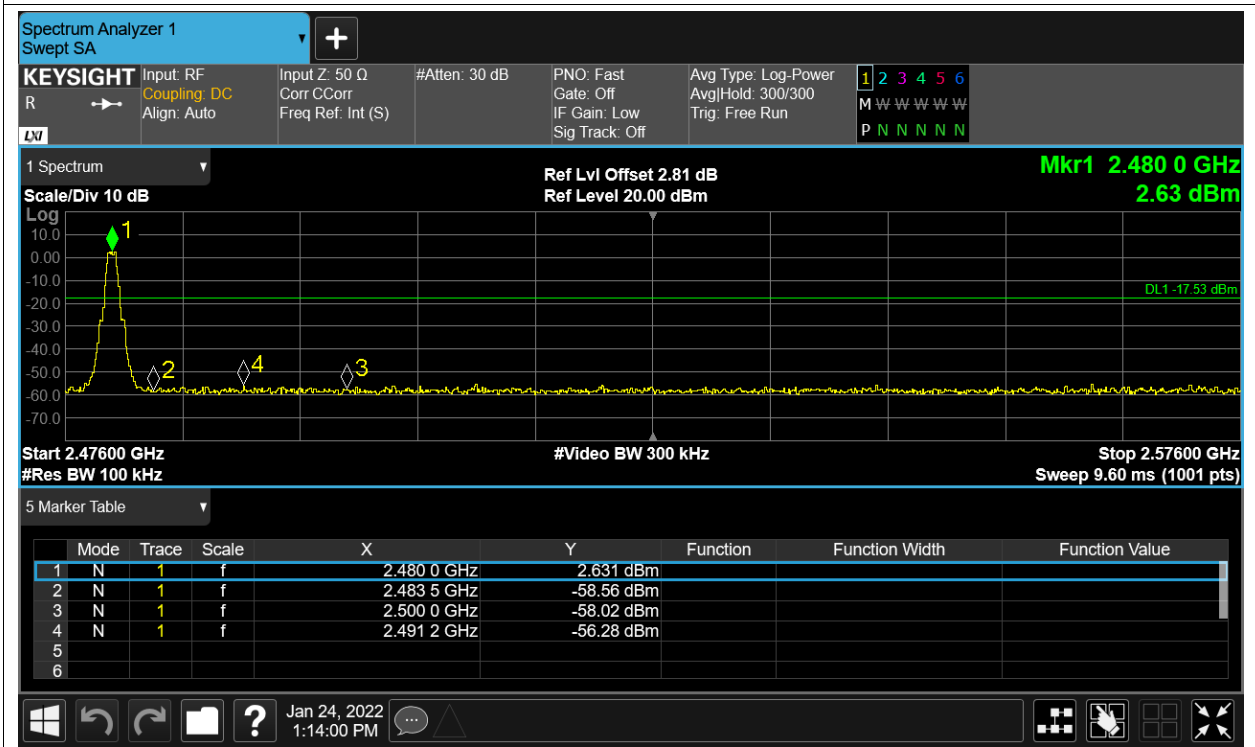 Spectrum Analyzer 1
Swept SA
KEYSIGHT Input: RF Input Z: 50 Ω #Atten: 30 dB PNO: Fast Avg Type: Log-Power 1 2 3 4 5 6
R Coupling: DC Corr CCorr Gate: Off Avg|Hold: 300/300 M W W W W W
Align: Auto Freq Ref: Int (S) IF Gain: Low Trig: Free Run
LXI Sig Track: Off P N N N N N
1 Spectrum Ref Lvl Offset 2.81 dB Mkr1 2.480 0 GHz
Scale/Div 10 dB Ref Level 20.00 dBm 2.63 dBm
Log
1
10.0
0.00
-10.0
DL1 -17.53 dBm
-20.0
-30.0
-40.0
2 4 3
-50.0
-60.0
-70.0
Start 2.47600 GHz #Video BW 300 kHz Stop 2.57600 GHz
#Res BW 100 kHz Sweep 9.60 ms (1001 pts)
5 Marker Table
Mode Trace Scale X Y Function Function Width Function Value
1 N 1 f 2.480 0 GHz 2.631 dBm
2 N 1 f 2.483 5 GHz -58.56 dBm
3 N 1 f 2.500 0 GHz -58.02 dBm
4 N 1 f 2.491 2 GHz -56.28 dBm
5
6
? Jan 24, 2022
1:14:00 PM